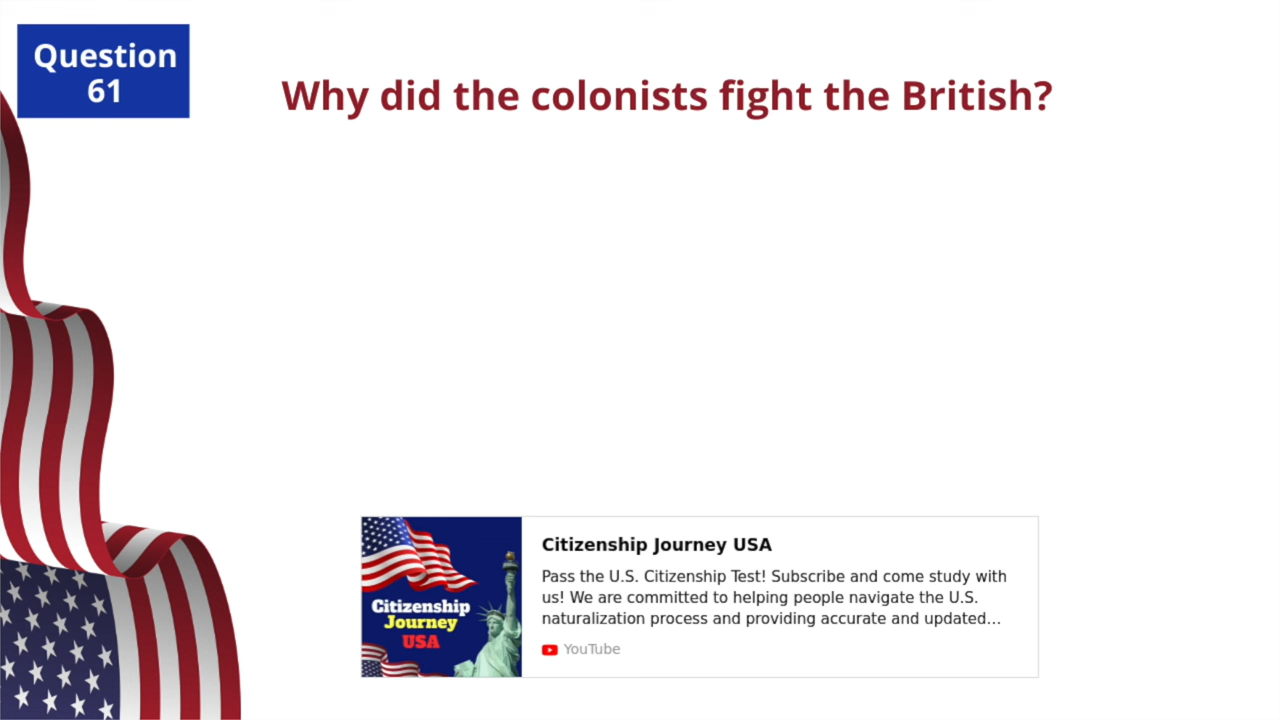 Question
61
Why did the colonists fight the British?
Citizenship
Journey
USA
Citizenship Journey USA
Pass the U.S. Citizenship Test! Subscribe and come study with
us! We are committed to helping people navigate the U.S.
naturalization process and providing accurate and updated...
YouTube